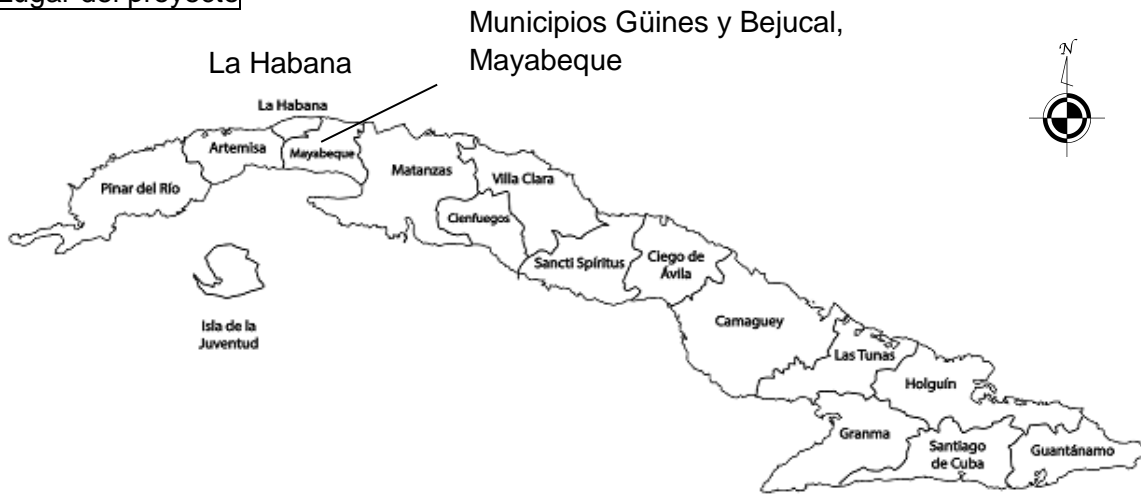 Lugar del proyecto
Municipios Güines y Bejucal,
Mayabeque
La Habana
N
La Habana
Artemisa
Mayabeque
Pinar del Río
Matanzas
Villa Clara
Cienfuegos
Sancti Spíritus
Ciego de
Ávila
Isla de la
Juventud
Camaguey
Las Tunas
Holguín
Granma
Santiago
de Cuba
Guantánamo